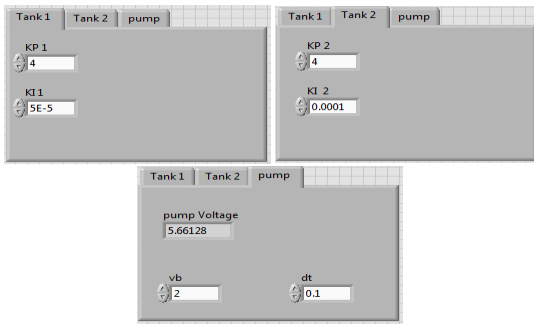 Tank 1 Tank 2 pump
KP 1
4
KI 1
5E-5
Tank 1 Tank 2 pump
KP 2
4
KI 2
0.0001
Tank 1 Tank 2 pump
pump Voltage
5.66128
vb dt
2 0.1